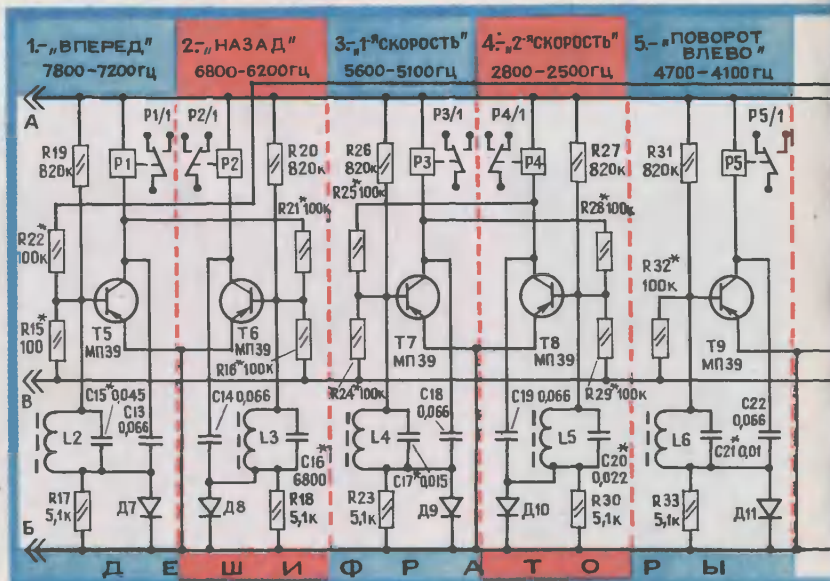 1.-„ВПЕРЕД" 2.-„НАЗАД" 3.-„1-Я СКОРОСТЬ" 4.-„2-Я СКОРОСТЬ" 5.-„ПОВОРОТ
ВЛЕВО"
7800-7200ГЦ 6800-6200ГЦ 5600-5100ГЦ 2800-2500ГЦ 4700-4100ГЦ
А
P1/1 P2/1 P3/1 P4/1 P5/1
R19
820к
P1
P2
R20
820к
R26
820к
P3
P4
R27
820к
R31
820к
P5
R22*
100к
R21*100к
R25*100к
R28*100к
R32*
100к
R15*
100
T5
МП39
T6
МП39
R16*100к
T7
МП39
R24*100к
T8
МП39
R29*100к
T9
МП39
В
C15*0,045
C13
0,066
L2
C14 0,066
L3
C16*
6800
L4
C17*0,015
C18
0,066
C19 0,066
L5
C20*
0,022
L6
C21*0,01
C22
0,066
R17
5,1к
Д7
Д8
R18
5,1к
R23
5,1к
Д9
Д10
R30
5,1к
R33
5,1к
Д11
Б
ДЕШИФРАТОРЫ